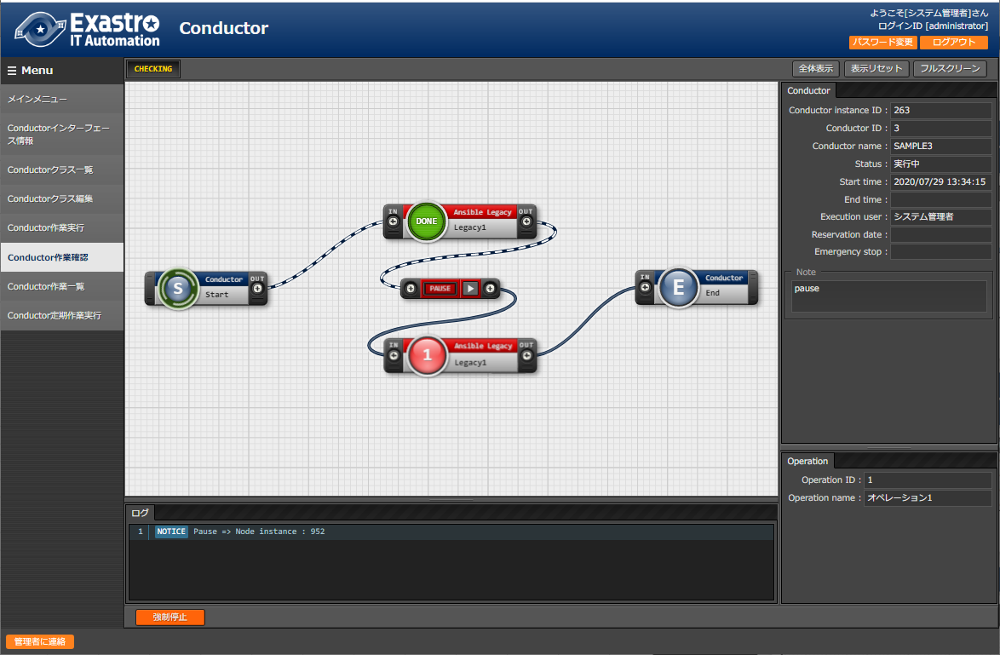 Exastro
IT Automation
Conductor
ようこそ[システム管理者]さん
ログインID [administrator]
パスワード変更
ログアウト
Menu
メインメニュー
Conductorインターフェー
ス情報
Conductorクラス一覧
Conductorクラス編集
Conductor作業実行
Conductor作業確認
Conductor作業一覧
Conductor定期作業実行
管理者に連絡
CHECKING
全体表示
表示リセット
フルスクリーン
S
Conductor
Start
OUT
IN
DONE
Ansible Legacy
Legacy1
OUT
PAUSE
IN
1
Ansible Legacy
Legacy1
OUT
IN
E
Conductor
End
ログ
1 NOTICE Pause => Node instance : 952
強制停止
Conductor
Conductor instance ID : 263
Conductor ID : 3
Conductor name : SAMPLE3
Status : 実行中
Start time : 2020/07/29 13:34:15
End time :
Execution user : システム管理者
Reservation date :
Emergency stop :
Note
pause
Operation
Operation ID : 1
Operation name : オペレーション1